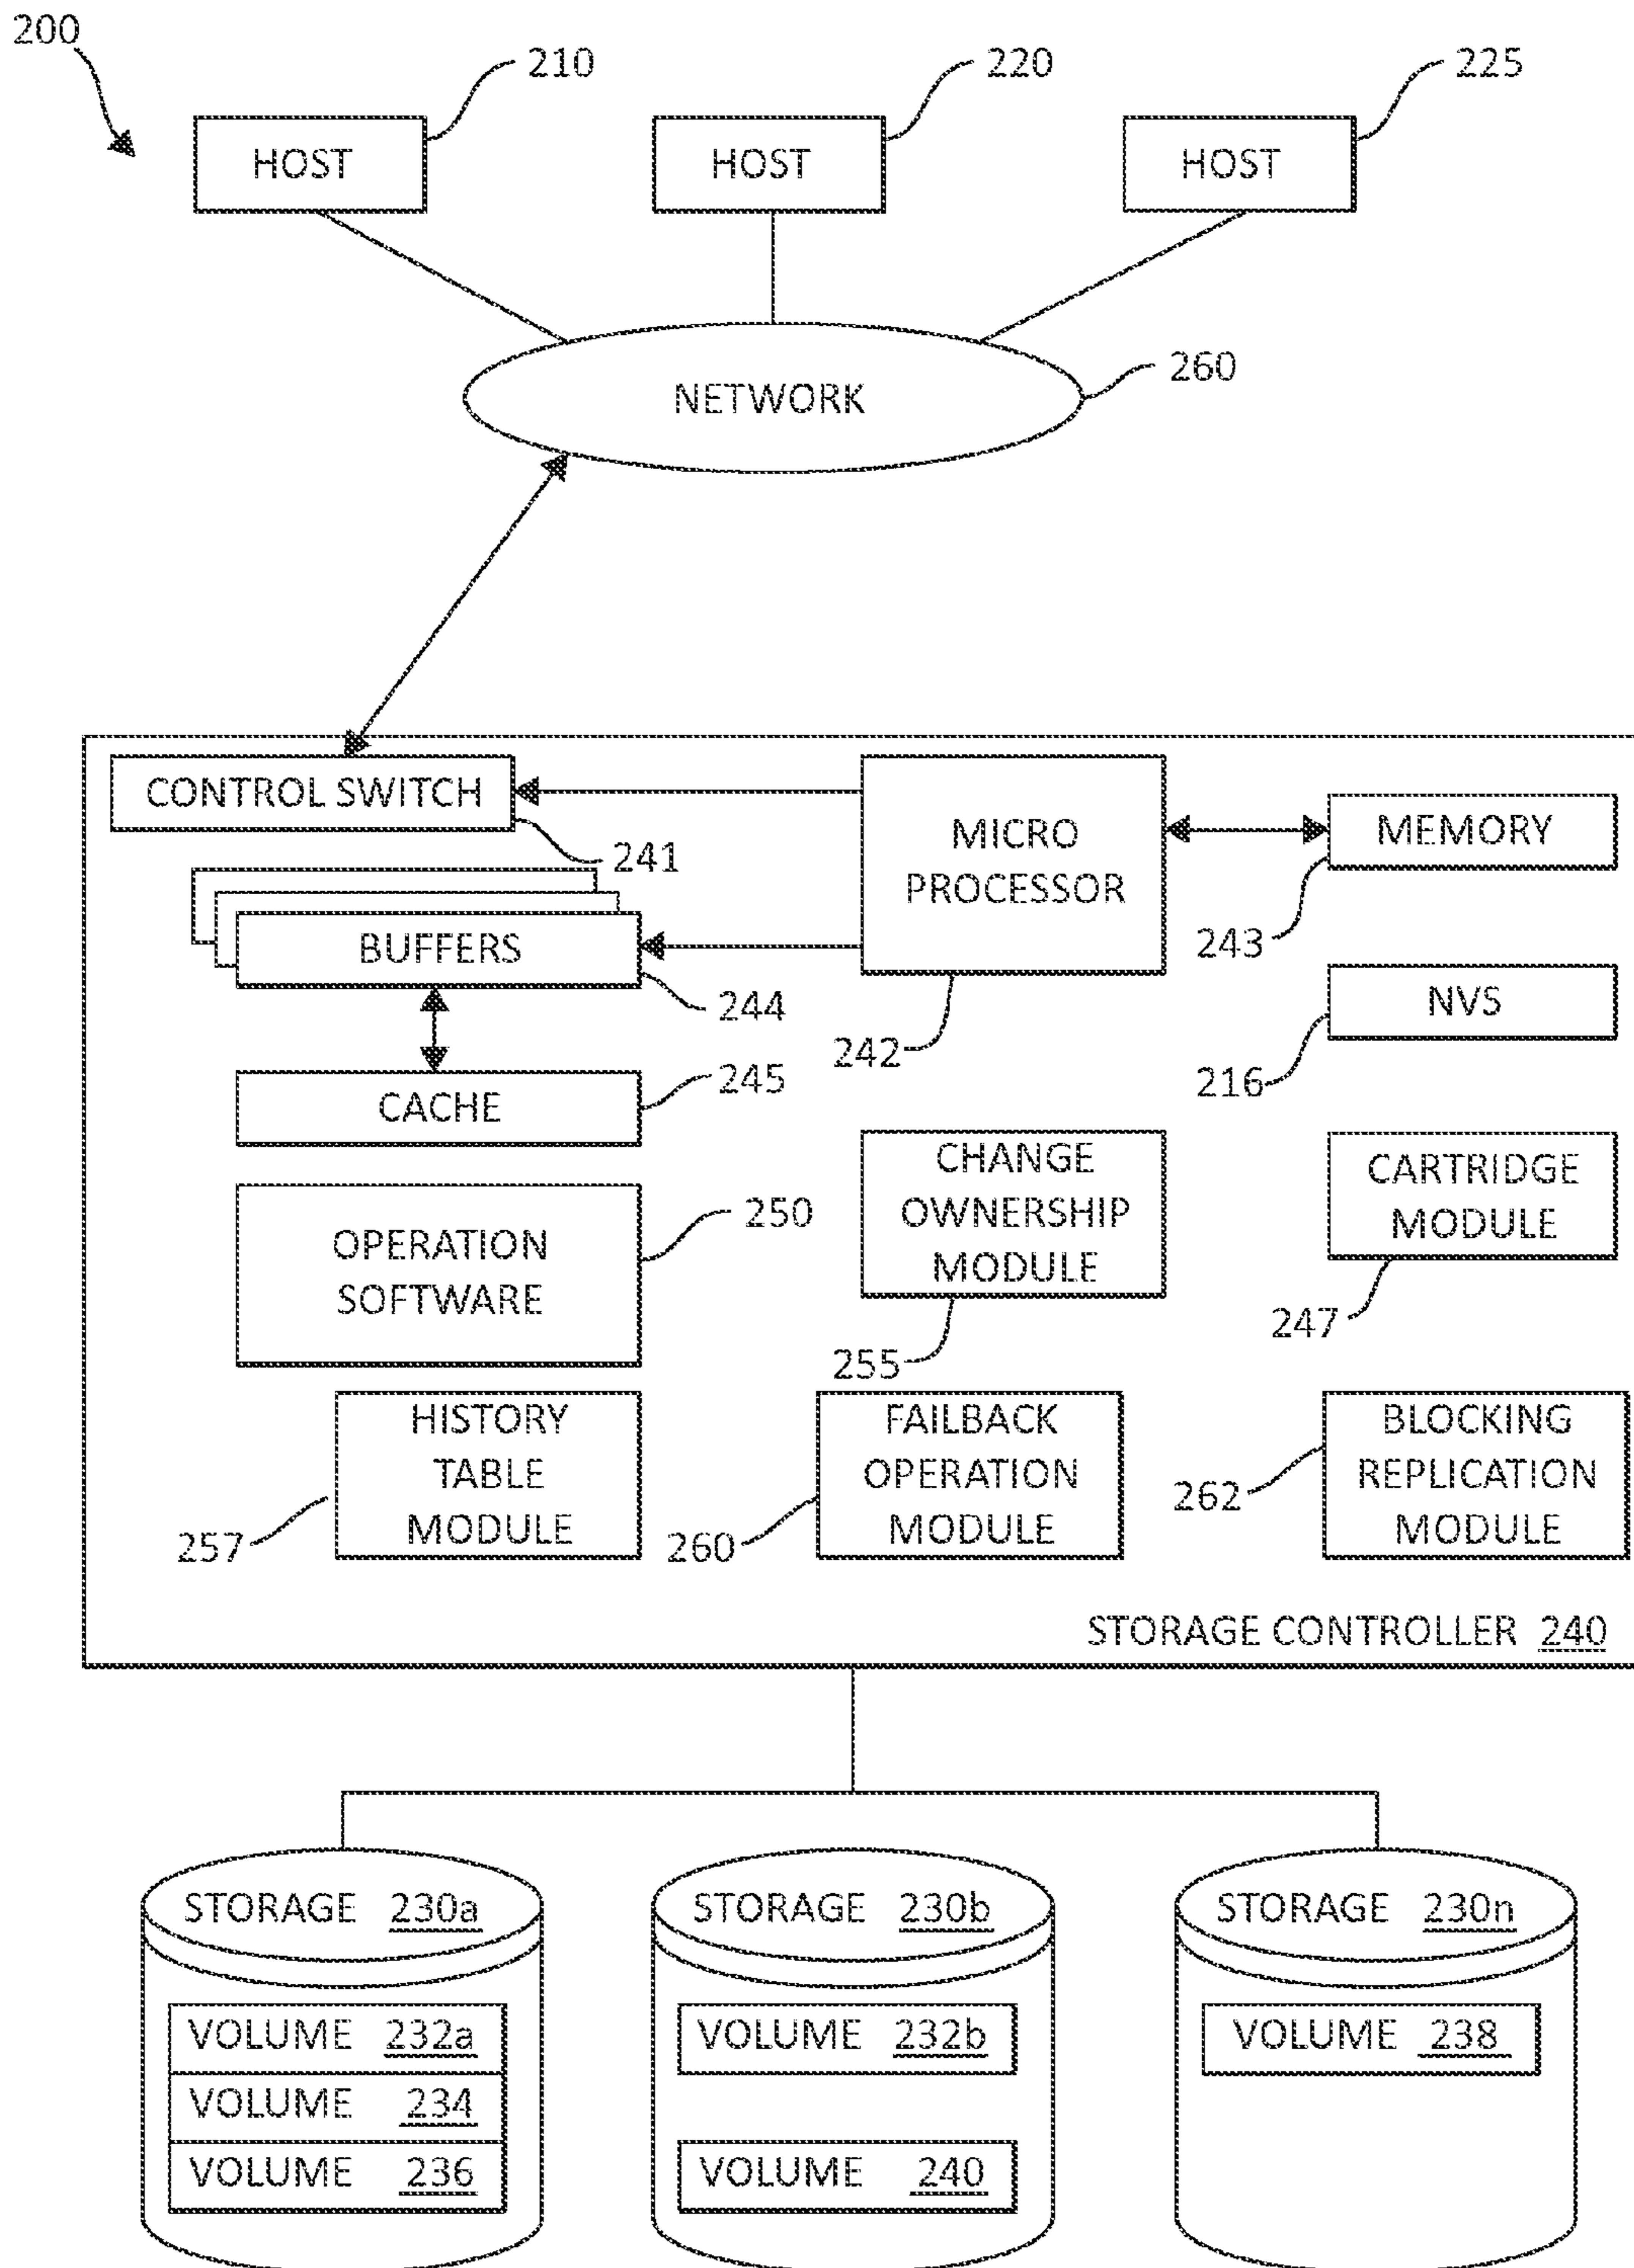 200
210
220
225
HOST
HOST
HOST
NETWORK
260
CONTROL SWITCH
241
MICRO
PROCESSOR
242
MEMORY
243
BUFFERS
244
NVS
216
CACHE
245
CHANGE
OWNERSHIP
MODULE
255
CARTRIDGE
MODULE
247
OPERATION
SOFTWARE
250
HISTORY
TABLE
MODULE
257
FAILBACK
OPERATION
MODULE
260
BLOCKING
REPLICATION
MODULE
262
STORAGE CONTROLLER 240
STORAGE 230a
VOLUME 232a
VOLUME 234
VOLUME 236
STORAGE 230b
VOLUME 232b
VOLUME 240
STORAGE 230n
VOLUME 238